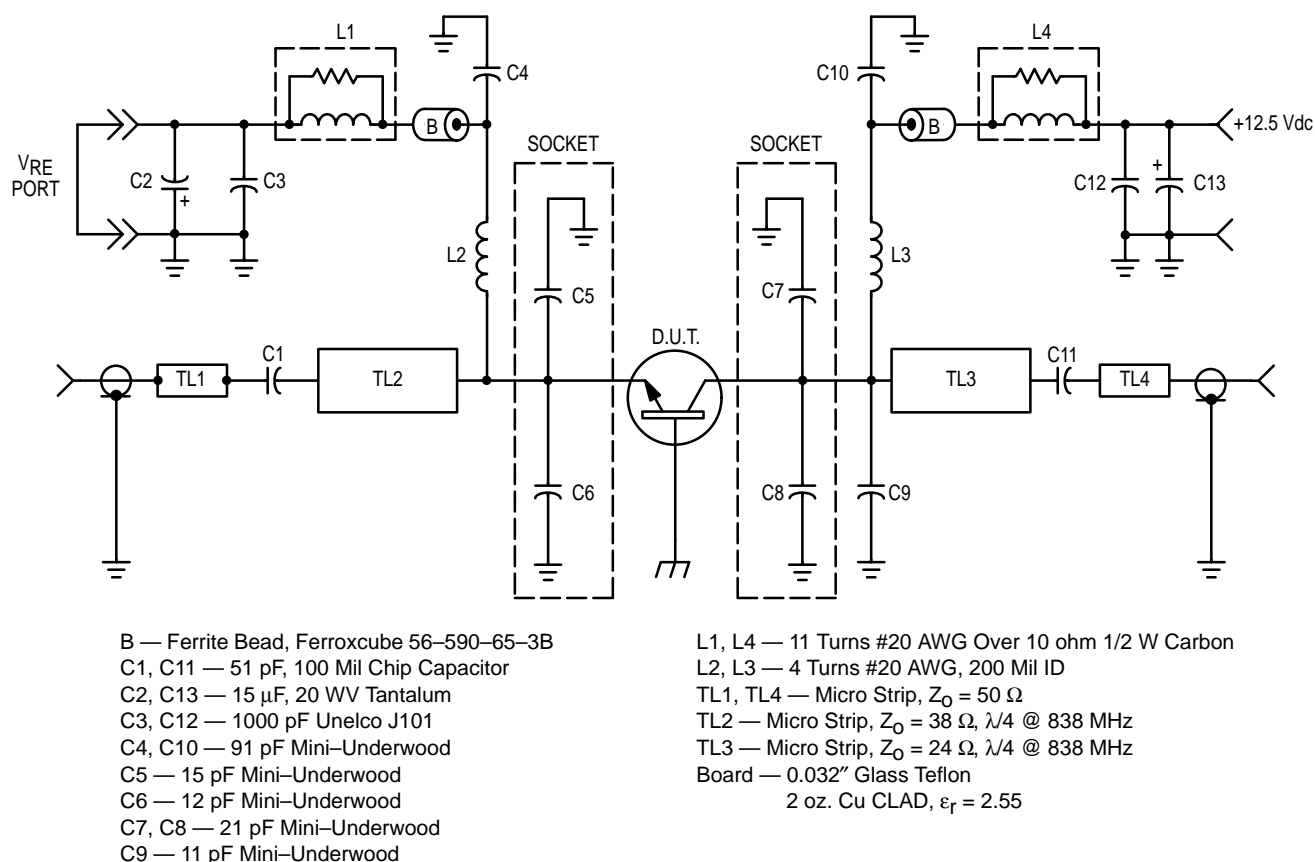 L1
L4
C4
C10
B
B
+12.5 Vdc
SOCKET
SOCKET
VRE
PORT
C2
+
C3
C12
+
C13
L2
L3
C5
C7
D.U.T.
C1
C11
TL1
TL2
TL3
TL4
C6
C8
C9
B — Ferrite Bead, Ferroxcube 56–590–65–3B
C1, C11 — 51 pF, 100 Mil Chip Capacitor
C2, C13 — 15 μF, 20 WV Tantalum
C3, C12 — 1000 pF Unelco J101
C4, C10 — 91 pF Mini–Underwood
C5 — 15 pF Mini–Underwood
C6 — 12 pF Mini–Underwood
C7, C8 — 21 pF Mini–Underwood
C9 — 11 pF Mini–Underwood
L1, L4 — 11 Turns #20 AWG Over 10 ohm 1/2 W Carbon
L2, L3 — 4 Turns #20 AWG, 200 Mil ID
TL1, TL4 — Micro Strip, Zo = 50 Ω
TL2 — Micro Strip, Zo = 38 Ω, λ/4 @ 838 MHz
TL3 — Micro Strip, Zo = 24 Ω, λ/4 @ 838 MHz
Board — 0.032″ Glass Teflon
2 oz. Cu CLAD, εr = 2.55